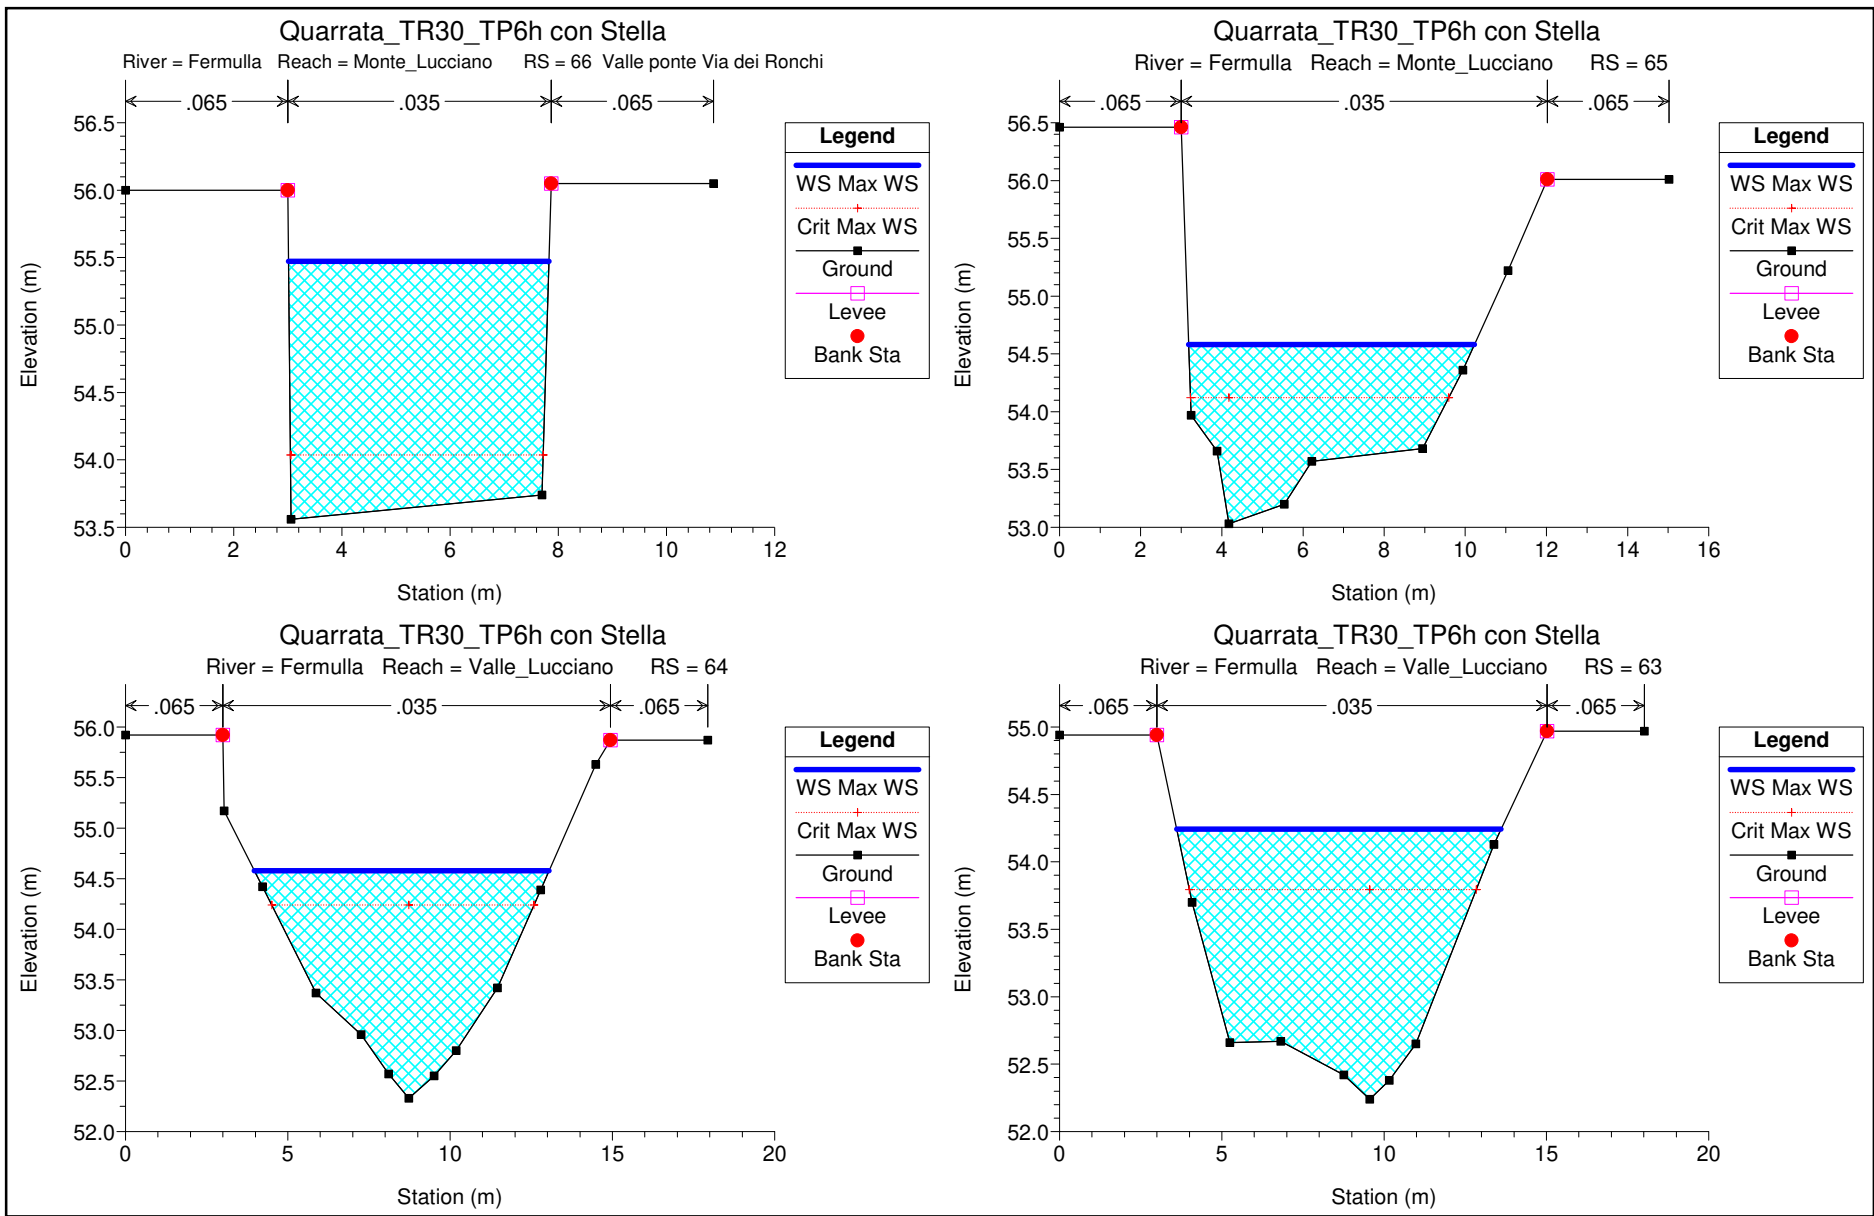 Quarrata_TR30_TP6h con Stella
River = Fermulla Reach = Monte_Lucciano RS = 66 Valle ponte Via dei Ronchi
.065 .035 .065
56.5
56.0
55.5
55.0
54.5
54.0
53.5
0 2 4 6 8 10 12
Station (m)
Elevation (m)
Legend
WS Max WS
Crit Max WS
Ground
Levee
Bank Sta
Quarrata_TR30_TP6h con Stella
River = Fermulla Reach = Monte_Lucciano RS = 65
.065 .035 .065
56.5
56.0
55.5
55.0
54.5
54.0
53.5
53.0
0 2 4 6 8 10 12 14 16
Station (m)
Elevation (m)
Legend
WS Max WS
Crit Max WS
Ground
Levee
Bank Sta
Quarrata_TR30_TP6h con Stella
River = Fermulla Reach = Valle_Lucciano RS = 64
.065 .035 .065
56.0
55.5
55.0
54.5
54.0
53.5
53.0
52.5
52.0
0 5 10 15 20
Station (m)
Elevation (m)
Legend
WS Max WS
Crit Max WS
Ground
Levee
Bank Sta
Quarrata_TR30_TP6h con Stella
River = Fermulla Reach = Valle_Lucciano RS = 63
.065 .035 .065
55.0
54.5
54.0
53.5
53.0
52.5
52.0
0 5 10 15 20
Station (m)
Elevation (m)
Legend
WS Max WS
Crit Max WS
Ground
Levee
Bank Sta